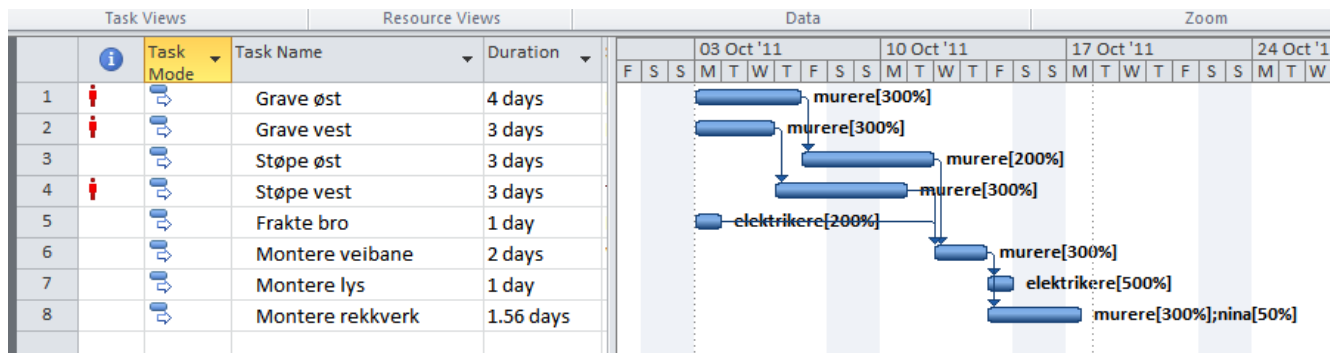 Task Views Resource Views Data Zoom
Task Mode Task Name Duration 03 Oct '11 10 Oct '11 17 Oct '11 24 Oct '1
F S S M T W T F S S M T W T F S S M T W T F S S M T W
1 Grave øst 4 days murere[300%]
2 Grave vest 3 days murere[300%]
3 Støpe øst 3 days murere[200%]
4 Støpe vest 3 days murere[300%]
5 Frakte bro 1 day elektrikere[200%]
6 Montere veibane 2 days murere[300%]
7 Montere lys 1 day elektrikere[500%]
8 Montere rekkverk 1.56 days murere[300%];nina[50%]